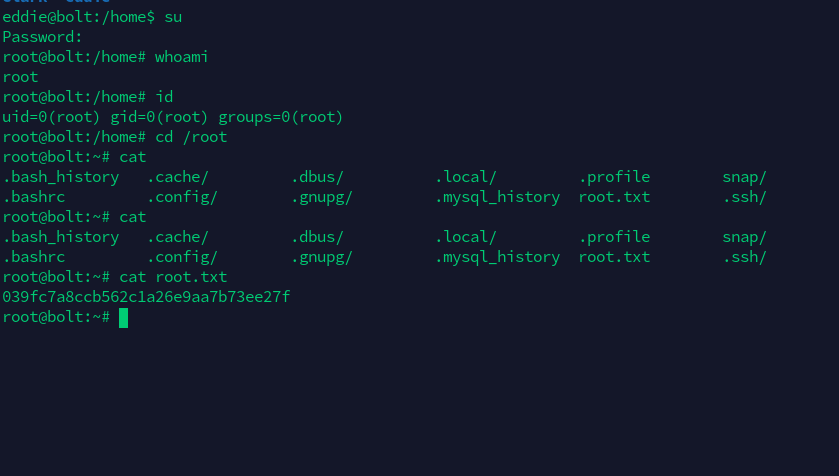 eddie@bolt:/home$ su
Password:
root@bolt:/home# whoami
root
root@bolt:/home# id
uid=0(root) gid=0(root) groups=0(root)
root@bolt:/home# cd /root
root@bolt:~# cat
.bash_history .cache/ .dbus/ .local/ .profile snap/
.bashrc .config/ .gnupg/ .mysql_history root.txt .ssh/
root@bolt:~# cat
.bash_history .cache/ .dbus/ .local/ .profile snap/
.bashrc .config/ .gnupg/ .mysql_history root.txt .ssh/
root@bolt:~# cat root.txt
039fc7a8ccb562c1a26e9aa7b73ee27f
root@bolt:~#